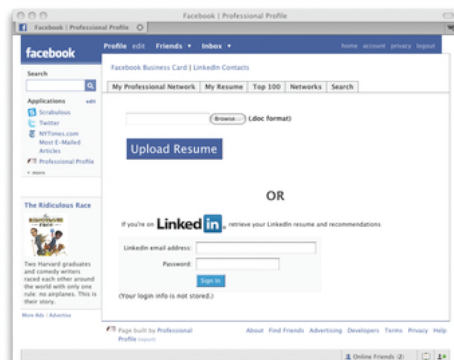 Facebook | Professional Profile
Facebook | Professional Profile
facebook
Profile edit Friends ▾ Inbox ▾ home account privacy logout
Search
Applications edit
Scrabulous
Twitter
NYTimes.com
Most E-Mailed
Articles
Professional Profile
▾ more
The Ridiculous Race
Two Harvard graduates
and comedy writers
raced each other around
the world with only one
rule: no airplanes. This is
their story.
More Ads | Advertise
Facebook Business Card | LinkedIn Contacts
My Professional Network My Resume Top 100 Networks Search
Browse... (.doc format)
Upload Resume
OR
If you're on Linked in, retrieve your LinkedIn resume and recommendations
LinkedIn email address:
Password:
Sign In
(Your login info is not stored.)
Page built by Professional
Profile (report)
About Find Friends Advertising Developers Terms Privacy Help
Online Friends (2)